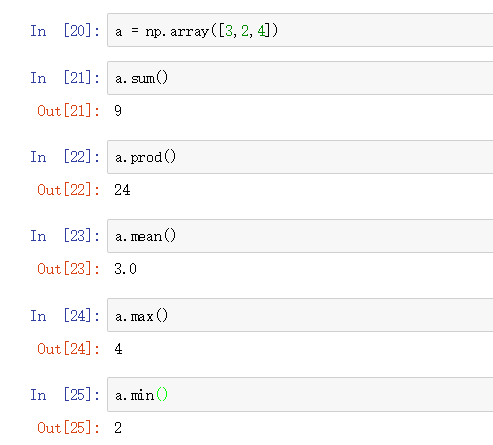 In [20]: a = np.array([3,2,4])
In [21]: a.sum()
Out[21]: 9
In [22]: a.prod()
Out[22]: 24
In [23]: a.mean()
Out[23]: 3.0
In [24]: a.max()
Out[24]: 4
In [25]: a.min()
Out[25]: 2